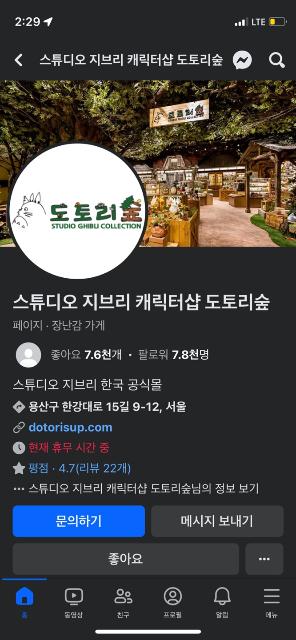 2:29
LTE
스튜디오 지브리 캐릭터샵 도토리숲
도토리숲
도토리숲
STUDIO GHIBLI COLLECTION
스튜디오 지브리 캐릭터샵 도토리숲
페이지 · 장난감 가게
좋아요 7.6천개 · 팔로워 7.8천명
스튜디오 지브리 한국 공식몰
용산구 한강대로 15길 9-12, 서울
dotorisup.com
현재 휴무 시간 중
평점 · 4.7(리뷰 22개)
··· 스튜디오 지브리 캐릭터샵 도토리숲님의 정보 보기
문의하기
메시지 보내기
좋아요
···
홈
동영상
친구
프로필
알림
메뉴